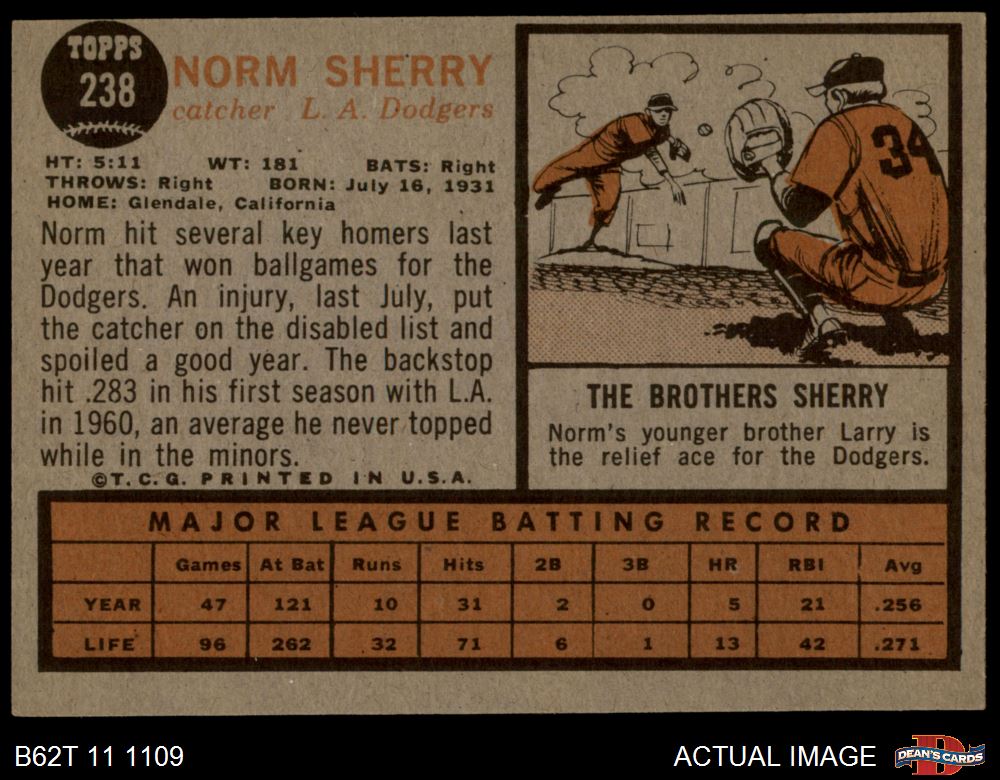 TOPPS
238
NORM SHERRY
catcher L. A. Dodgers
HT: 5:11 WT: 181 BATS: Right
THROWS: Right BORN: July 16, 1931
HOME: Glendale, California
Norm hit several key homers last
year that won ballgames for the
Dodgers. An injury, last July, put
the catcher on the disabled list and
spoiled a good year. The backstop
hit .283 in his first season with L.A.
in 1960, an average he never topped
while in the minors.
©T. C. G. PRINTED IN U.S.A.
34
THE BROTHERS SHERRY
Norm's younger brother Larry is
the relief ace for the Dodgers.
MAJOR LEAGUE BATTING RECORD
Games At Bat Runs Hits 2B 3B HR RBI Avg
YEAR 47 121 10 31 2 0 5 21 .256
LIFE 96 262 32 71 6 1 13 42 .271
B62T 11 1109
ACTUAL IMAGE
D
DEAN'S CARDS